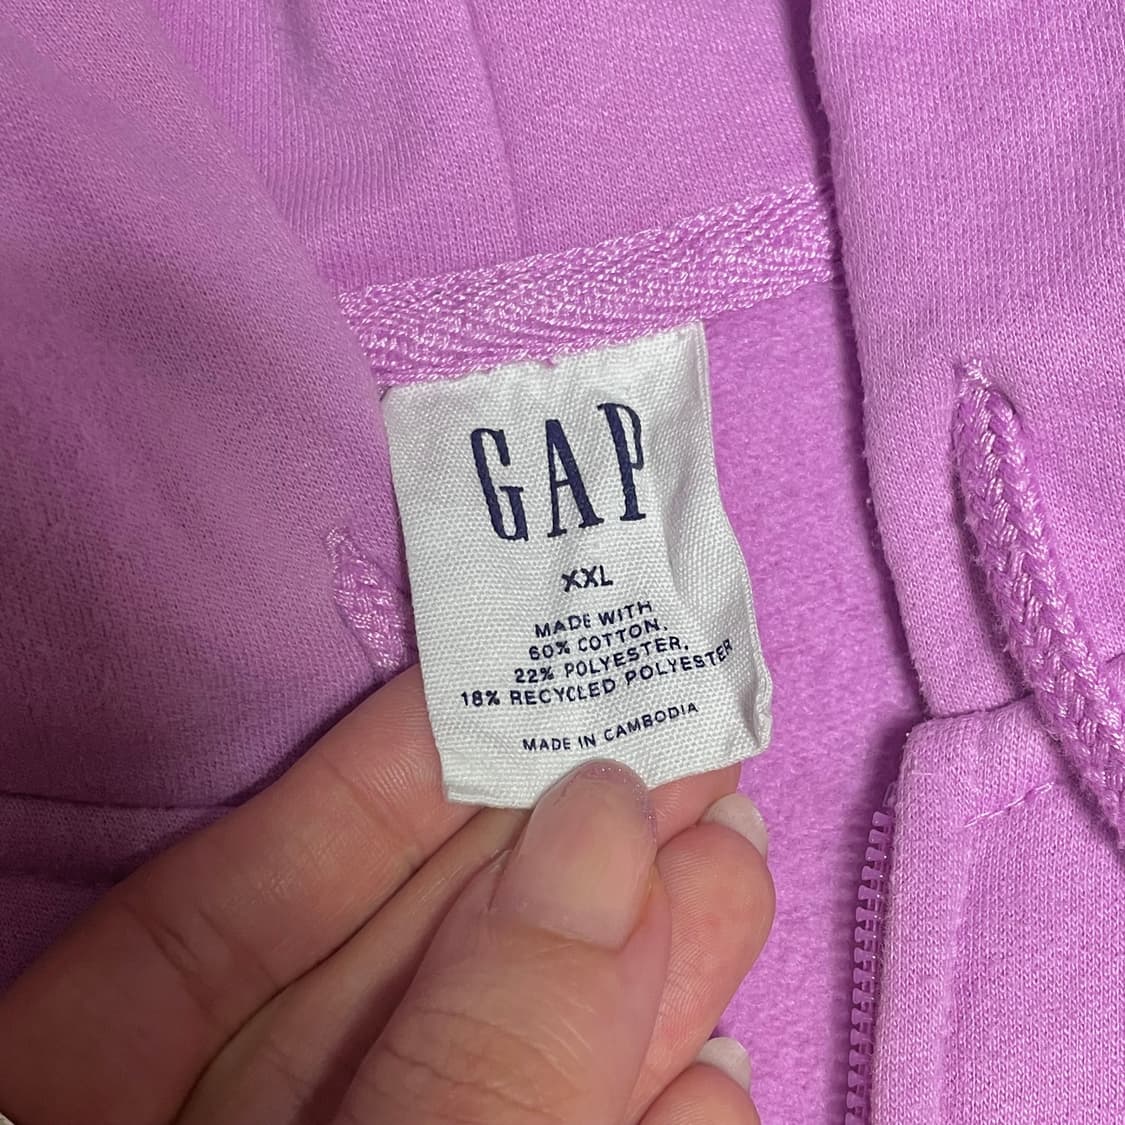 GAP
XXL
MADE WITH
60% COTTON,
22% POLYESTER,
18% RECYCLED POLYESTER
MADE IN CAMBODIA